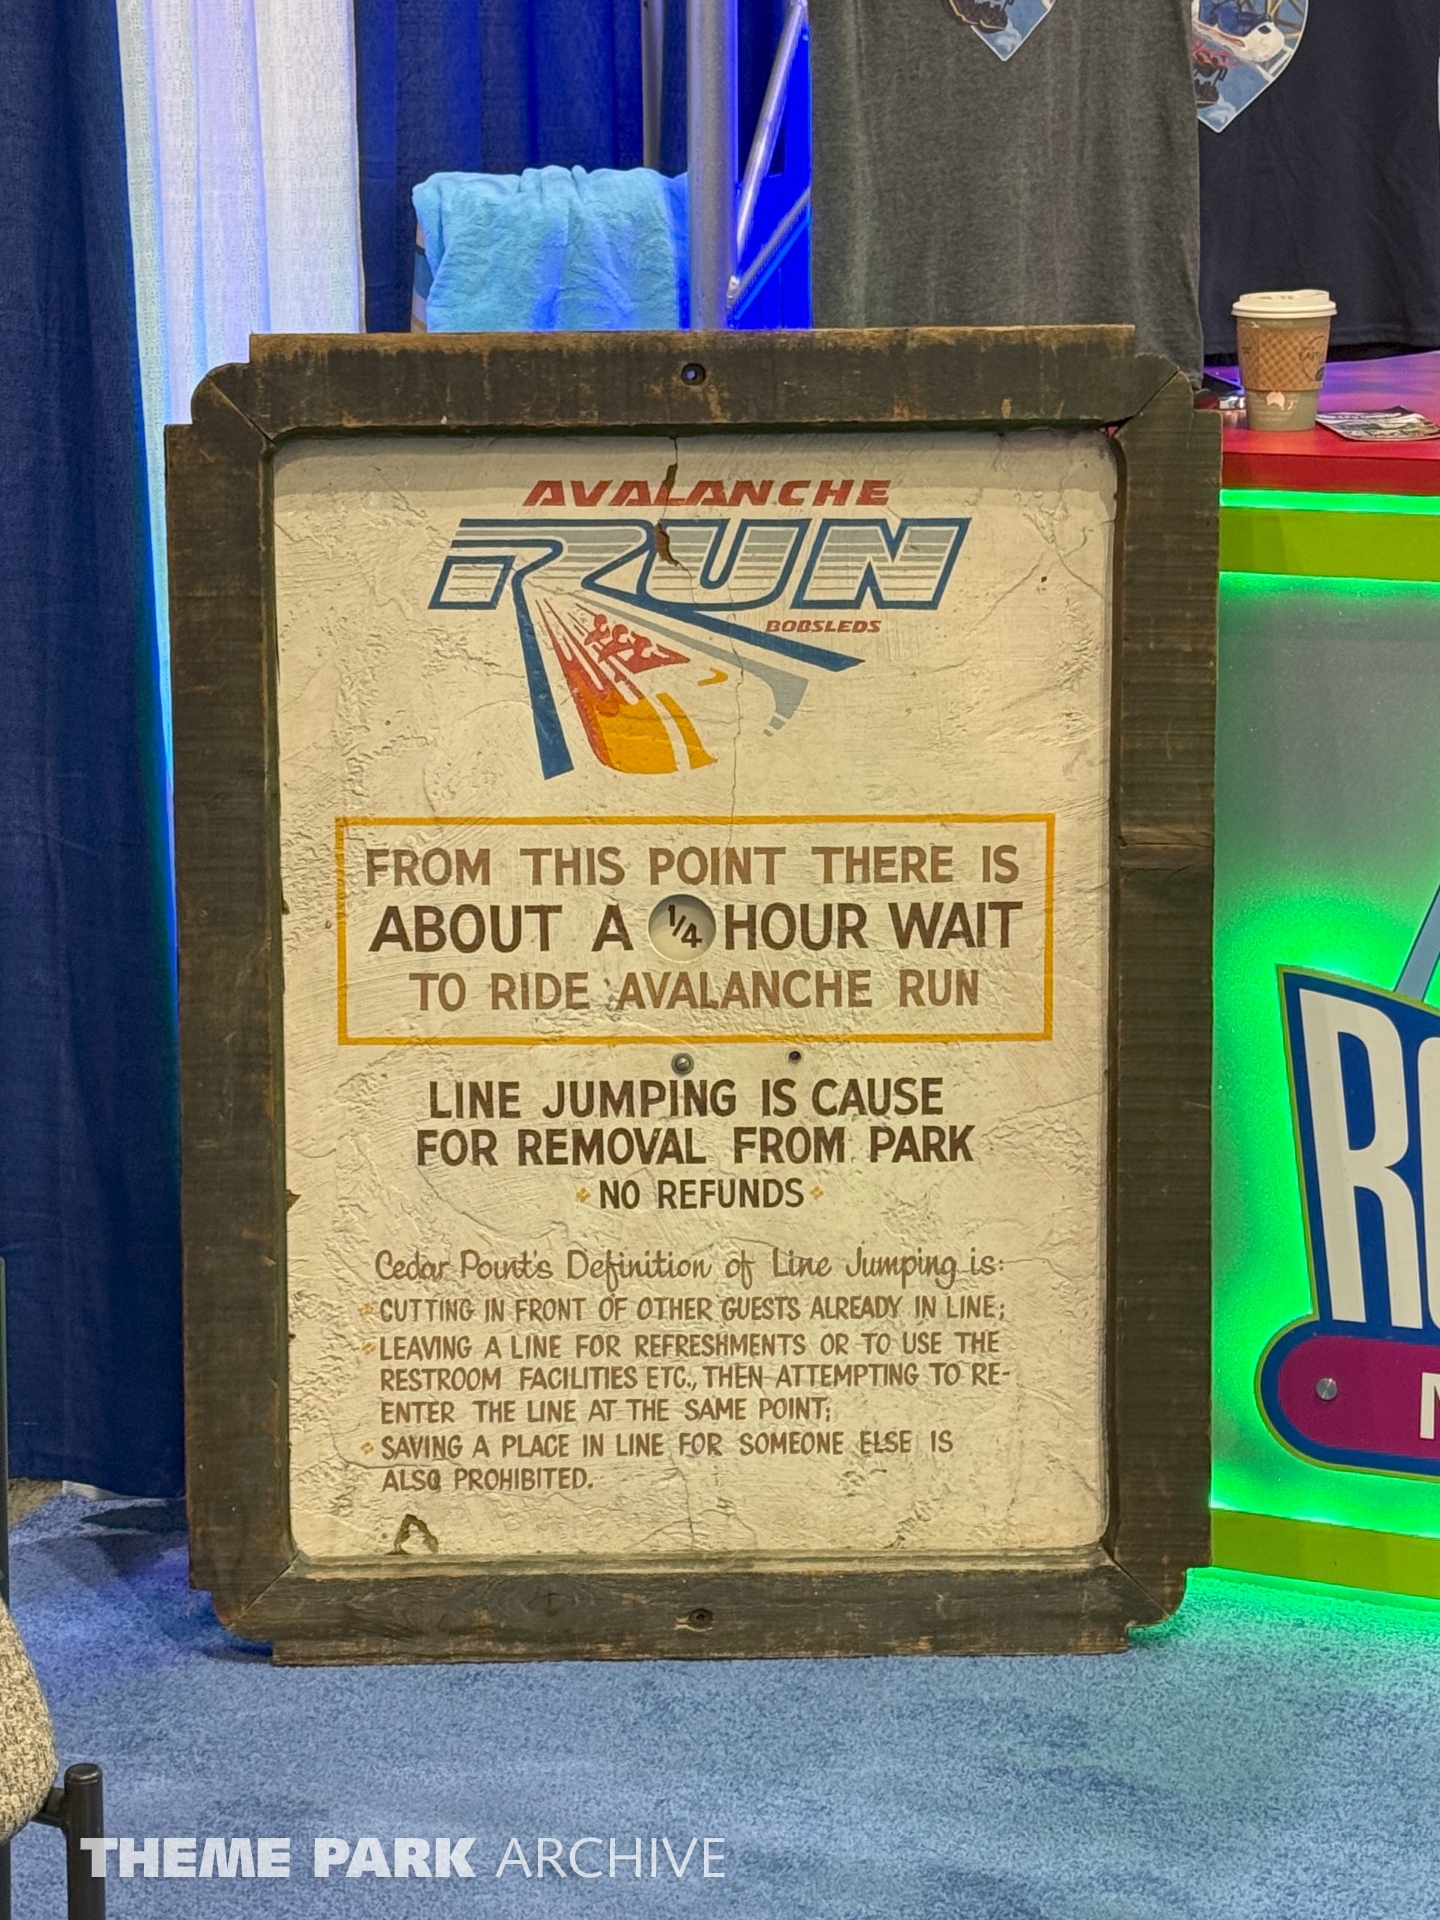 AVALANCHE
RUN
BOBSLEDS
FROM THIS POINT THERE IS
ABOUT A 1/4 HOUR WAIT
TO RIDE AVALANCHE RUN
LINE JUMPING IS CAUSE
FOR REMOVAL FROM PARK
NO REFUNDS
Cedar Point's Definition of Line Jumping is:
CUTTING IN FRONT OF OTHER GUESTS ALREADY IN LINE;
LEAVING A LINE FOR REFRESHMENTS OR TO USE THE
RESTROOM FACILITIES ETC., THEN ATTEMPTING TO RE-
ENTER THE LINE AT THE SAME POINT;
SAVING A PLACE IN LINE FOR SOMEONE ELSE IS
ALSO PROHIBITED.
THEME PARK ARCHIVE